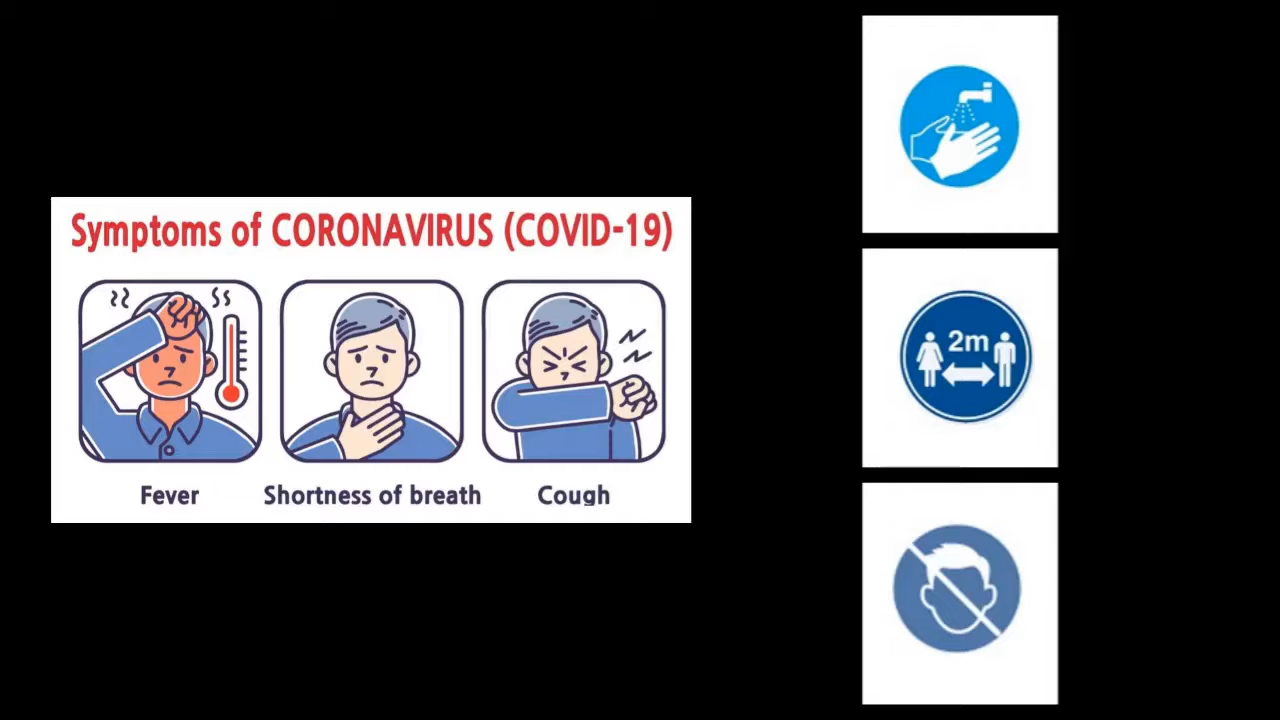 Symptoms of CORONAVIRUS (COVID-19)
Fever Shortness of breath Cough
2m